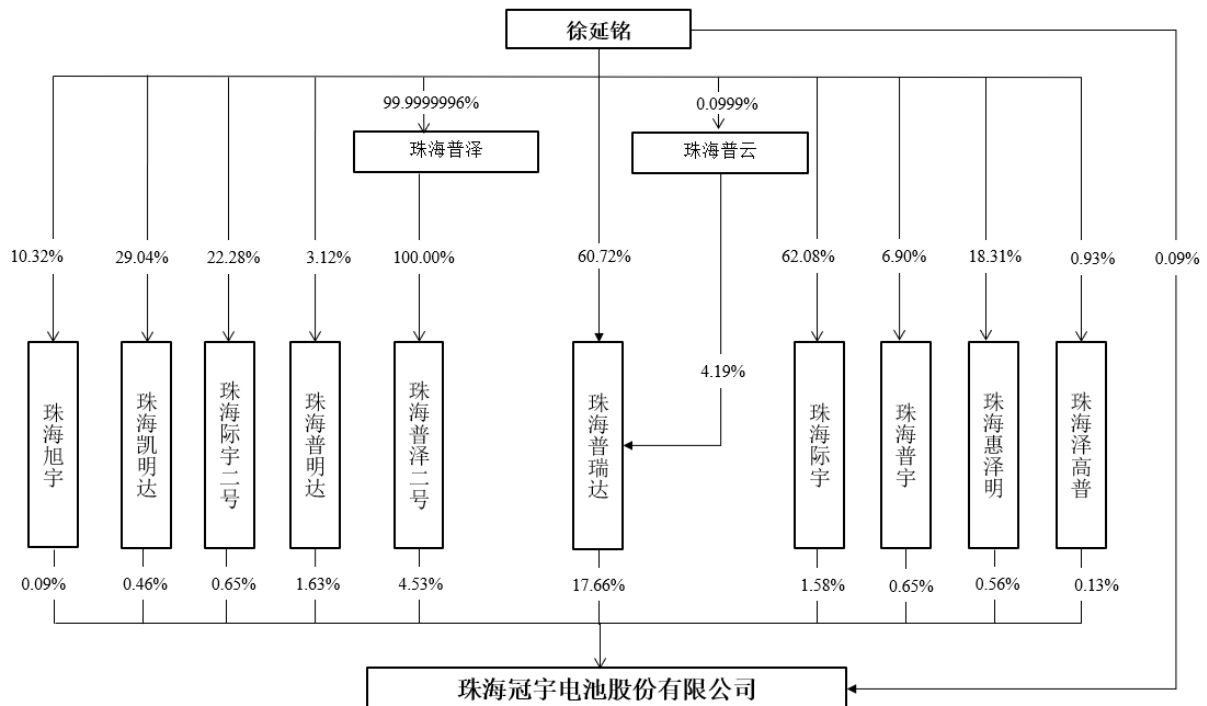 徐延铭
99.9999996%
0.0999%
珠海普泽
珠海普云
10.32%
29.04%
22.28%
3.12%
100.00%
60.72%
62.08%
6.90%
18.31%
0.93%
0.09%
4.19%
珠海旭宇
珠海凯明达
珠海际宇二号
珠海普明达
珠海普泽二号
珠海普瑞达
珠海际宇
珠海普宇
珠海惠泽明
珠海泽高普
0.09%
0.46%
0.65%
1.63%
4.53%
17.66%
1.58%
0.65%
0.56%
0.13%
珠海冠宇电池股份有限公司